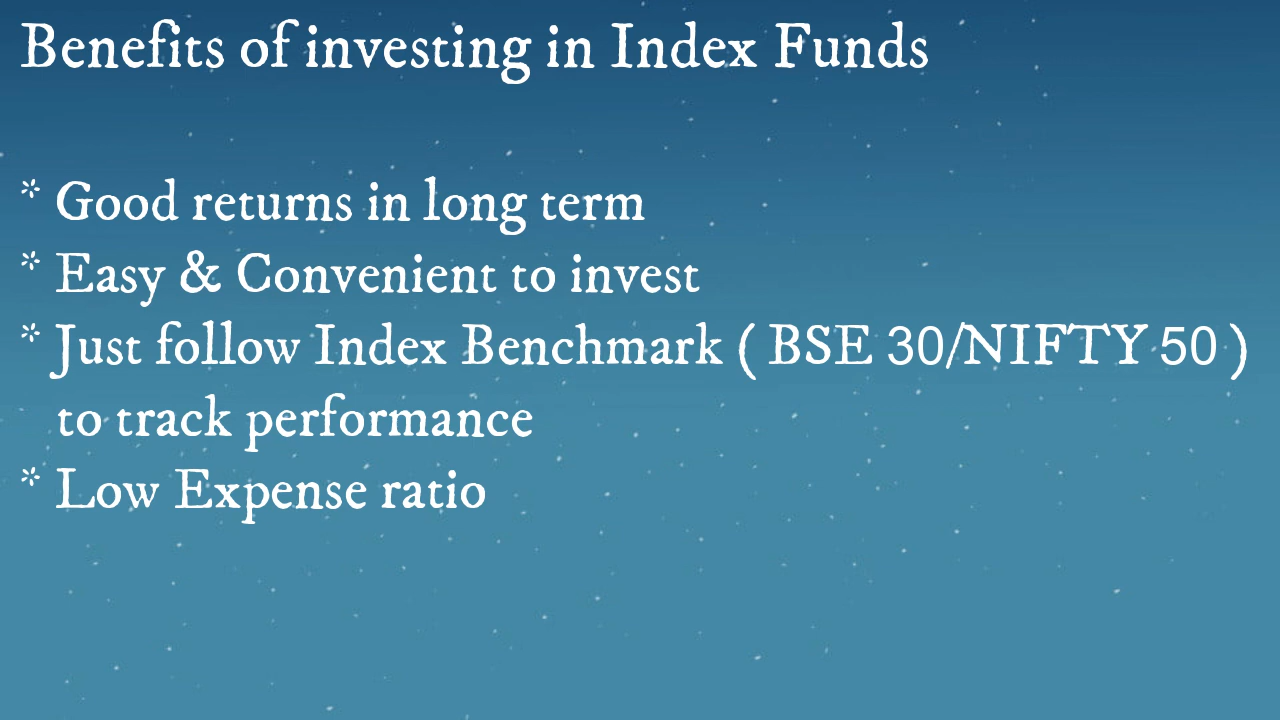 Benefits of investing in Index Funds
* Good returns in long term
* Easy & Convenient to invest
* Just follow Index Benchmark ( BSE 30/NIFTY 50 )
to track performance
* Low Expense ratio